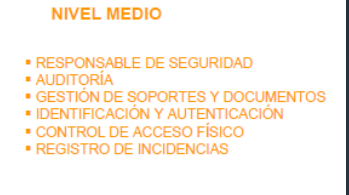 NIVEL MEDIO
▪ RESPONSABLE DE SEGURIDAD
▪ AUDITORÍA
▪ GESTIÓN DE SOPORTES Y DOCUMENTOS
▪ IDENTIFICACIÓN Y AUTENTICACIÓN
▪ CONTROL DE ACCESO FÍSICO
▪ REGISTRO DE INCIDENCIAS